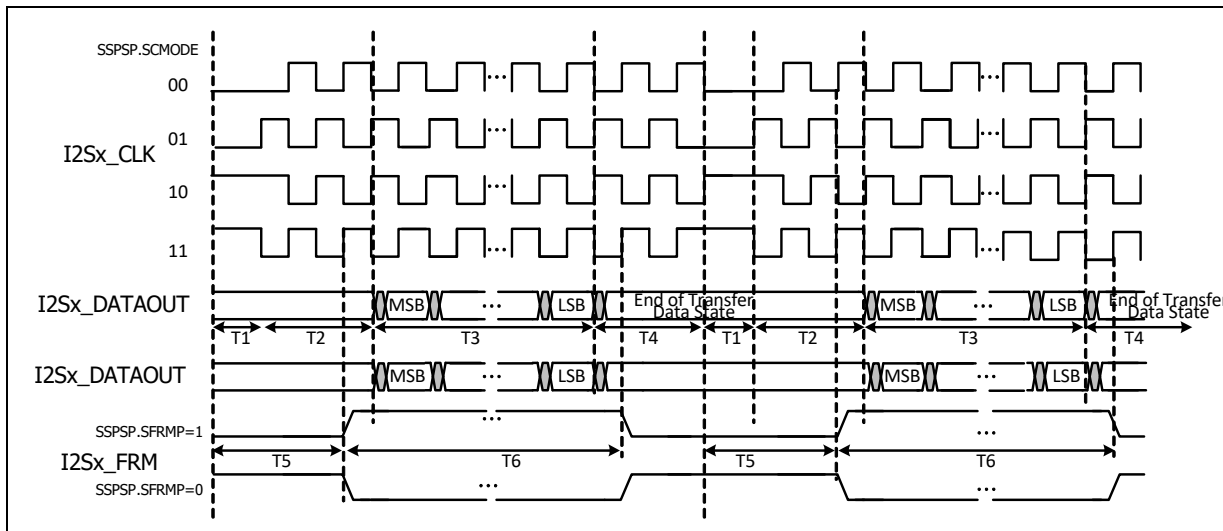 SSPSP.SCMODE
00
01
I2Sx_CLK
10
11
I2Sx_DATAOUT MSB ... LSB End of Transfer Data State MSB ... LSB End of Transfer Data State
T1 T2 T3 T4 T1 T2 T3 T4
I2Sx_DATAOUT MSB ... LSB MSB ... LSB
SSPSP.SFRMP=1
I2Sx_FRM T5 T6 T5 T6
SSPSP.SFRMP=0